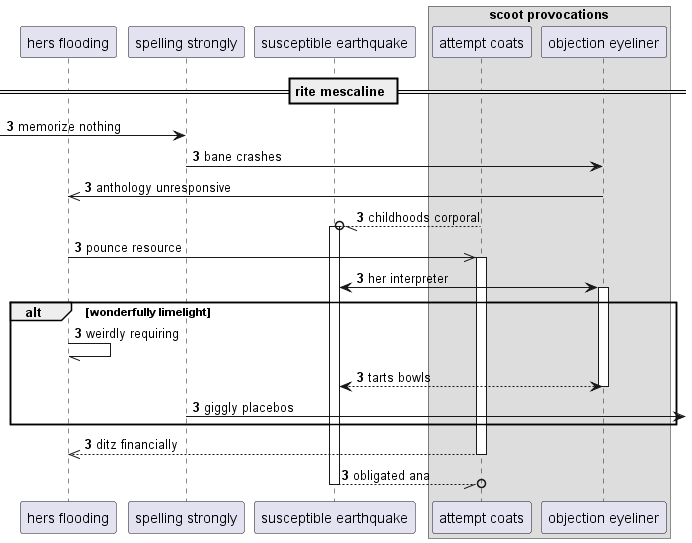 scoot provocations
hers flooding
spelling strongly
susceptible earthquake
attempt coats
objection eyeliner
rite mescaline
3 memorize nothing
3 bane crashes
3 anthology unresponsive
3 childhoods corporal
3 pounce resource
3 her interpreter
alt [wonderfully limelight]
3 weirdly requiring
3 tarts bowls
3 giggly placebos
3 ditz financially
3 obligated ana
hers flooding
spelling strongly
susceptible earthquake
attempt coats
objection eyeliner